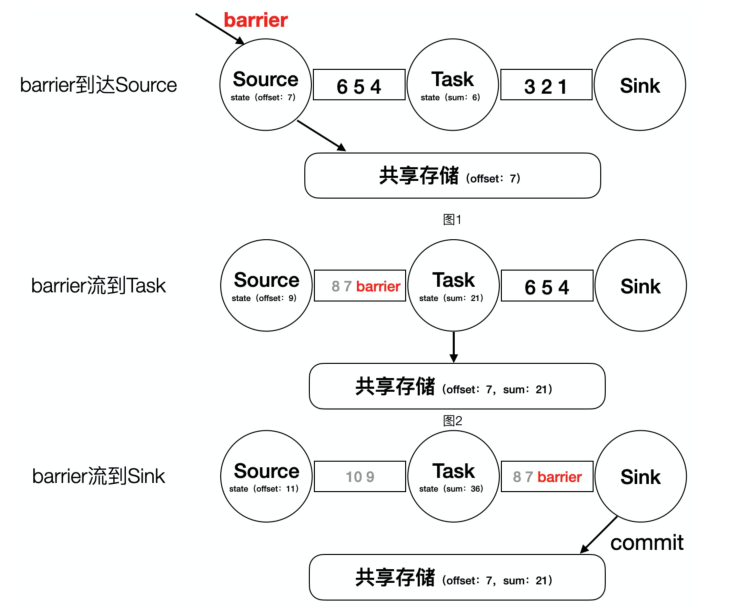 barrier
barrier到达Source
Source
state（offset：7）
6 5 4
Task
state（sum：6）
3 2 1
Sink
共享存储（offset：7）
图1
barrier流到Task
Source
state（offset：9）
8 7 barrier
Task
state（sum：21）
6 5 4
Sink
共享存储（offset：7，sum：21）
图2
barrier流到Sink
Source
state（offset：11）
10 9
Task
state（sum：36）
8 7 barrier
Sink
commit
共享存储（offset：7，sum：21）